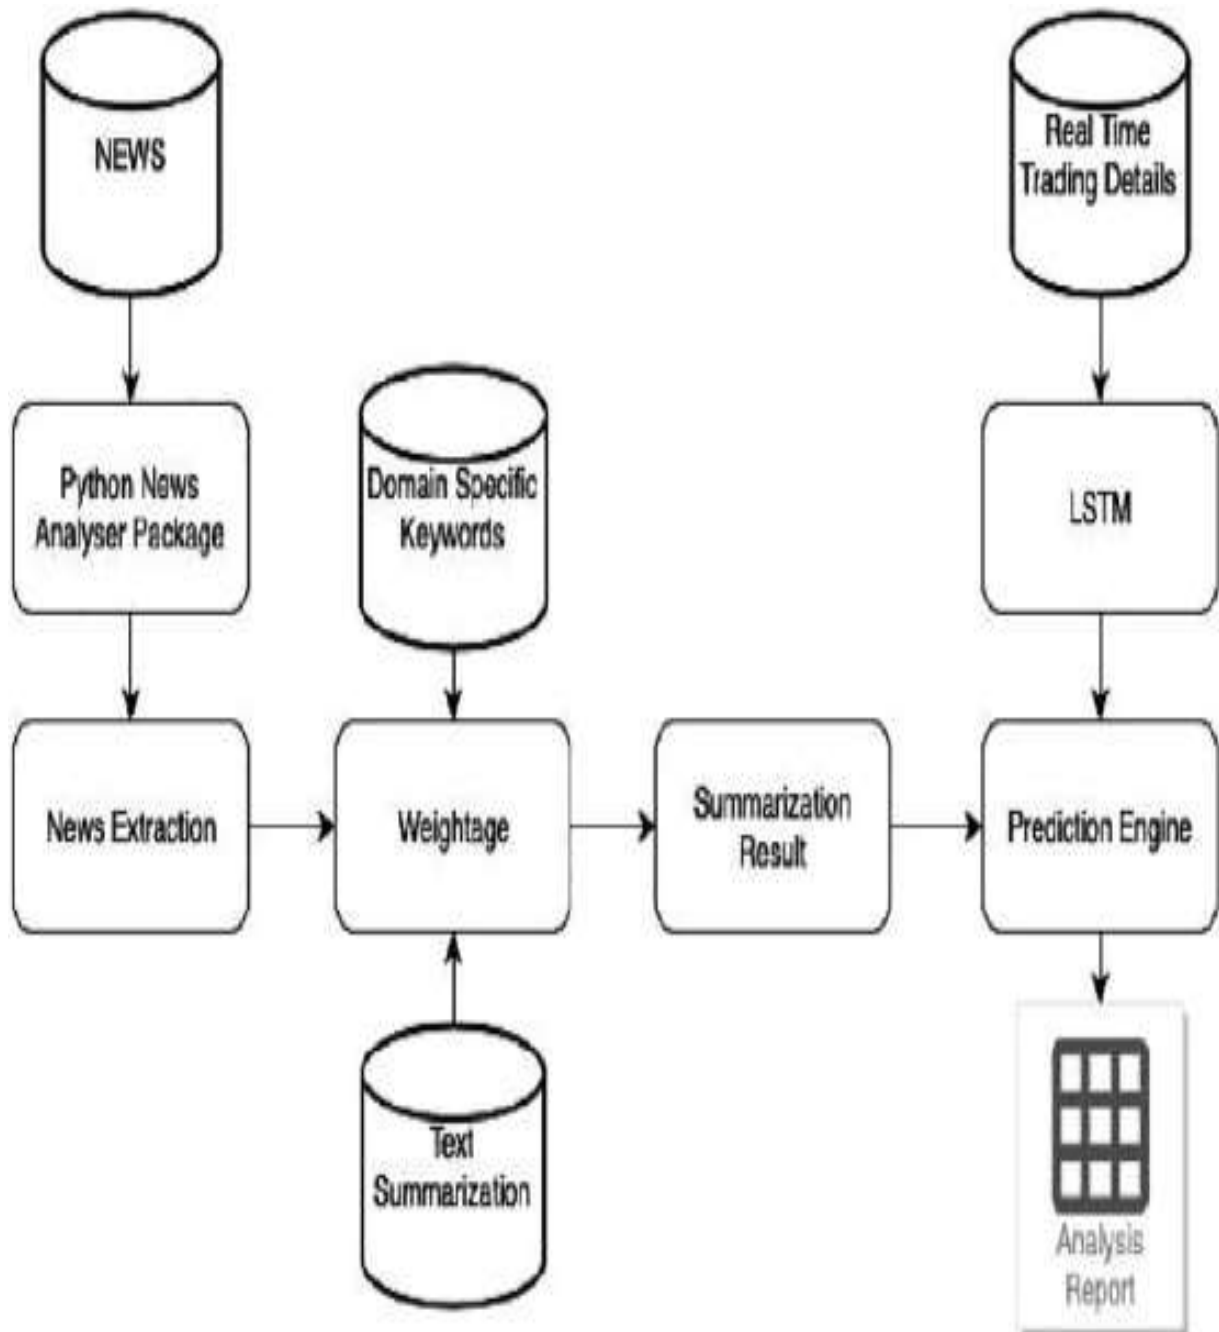 NEWS
Real Time
Trading Details
Python News
Analyser Package
Domain Specific
Keywords
LSTM
News Extraction
Weightage
Summarization
Result
Prediction Engine
Text
Summarization
Analysis
Report